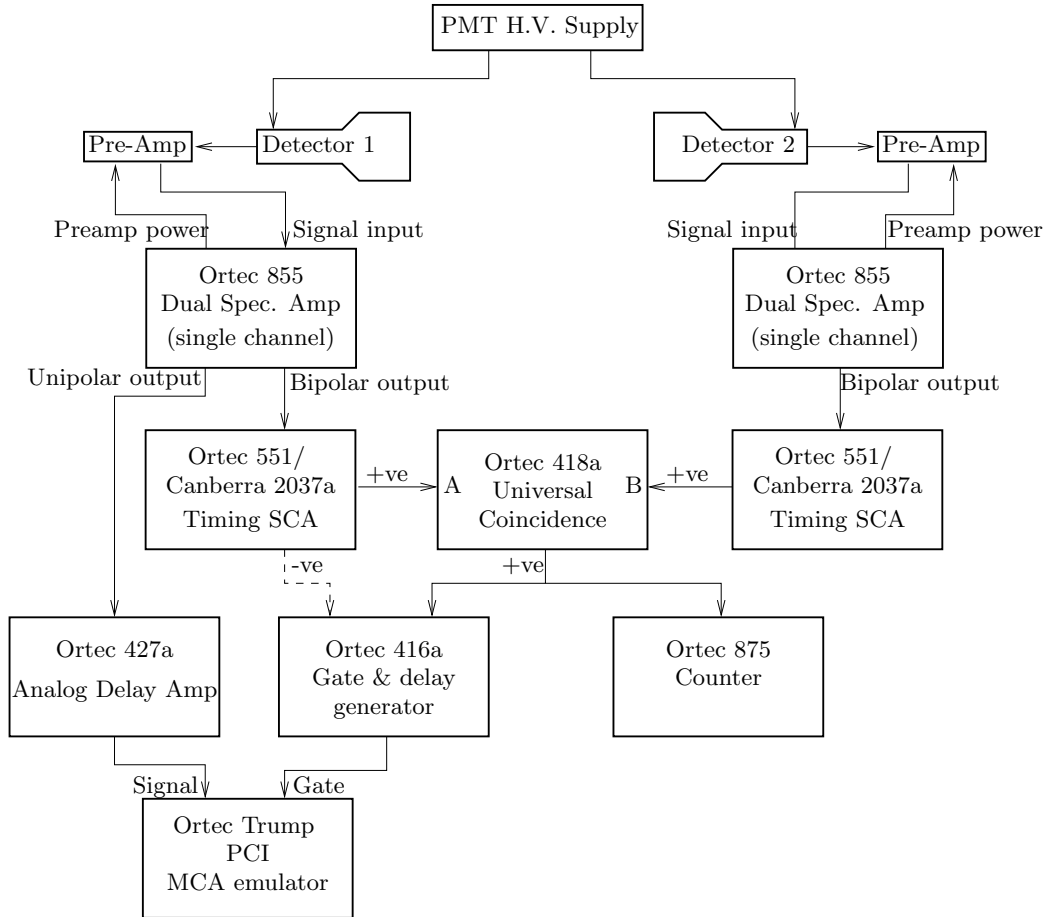 PMT H.V. Supply
Pre-Amp
Detector 1
Detector 2
Pre-Amp
Preamp power
Signal input
Signal input
Preamp power
Ortec 855
Dual Spec. Amp
(single channel)
Ortec 855
Dual Spec. Amp
(single channel)
Unipolar output
Bipolar output
Bipolar output
Ortec 551/
Canberra 2037a
Timing SCA
+ve
A
Ortec 418a
Universal
Coincidence
B
+ve
Ortec 551/
Canberra 2037a
Timing SCA
-ve
+ve
Ortec 427a
Analog Delay Amp
Ortec 416a
Gate & delay
generator
Ortec 875
Counter
Signal
Gate
Ortec Trump
PCI
MCA emulator